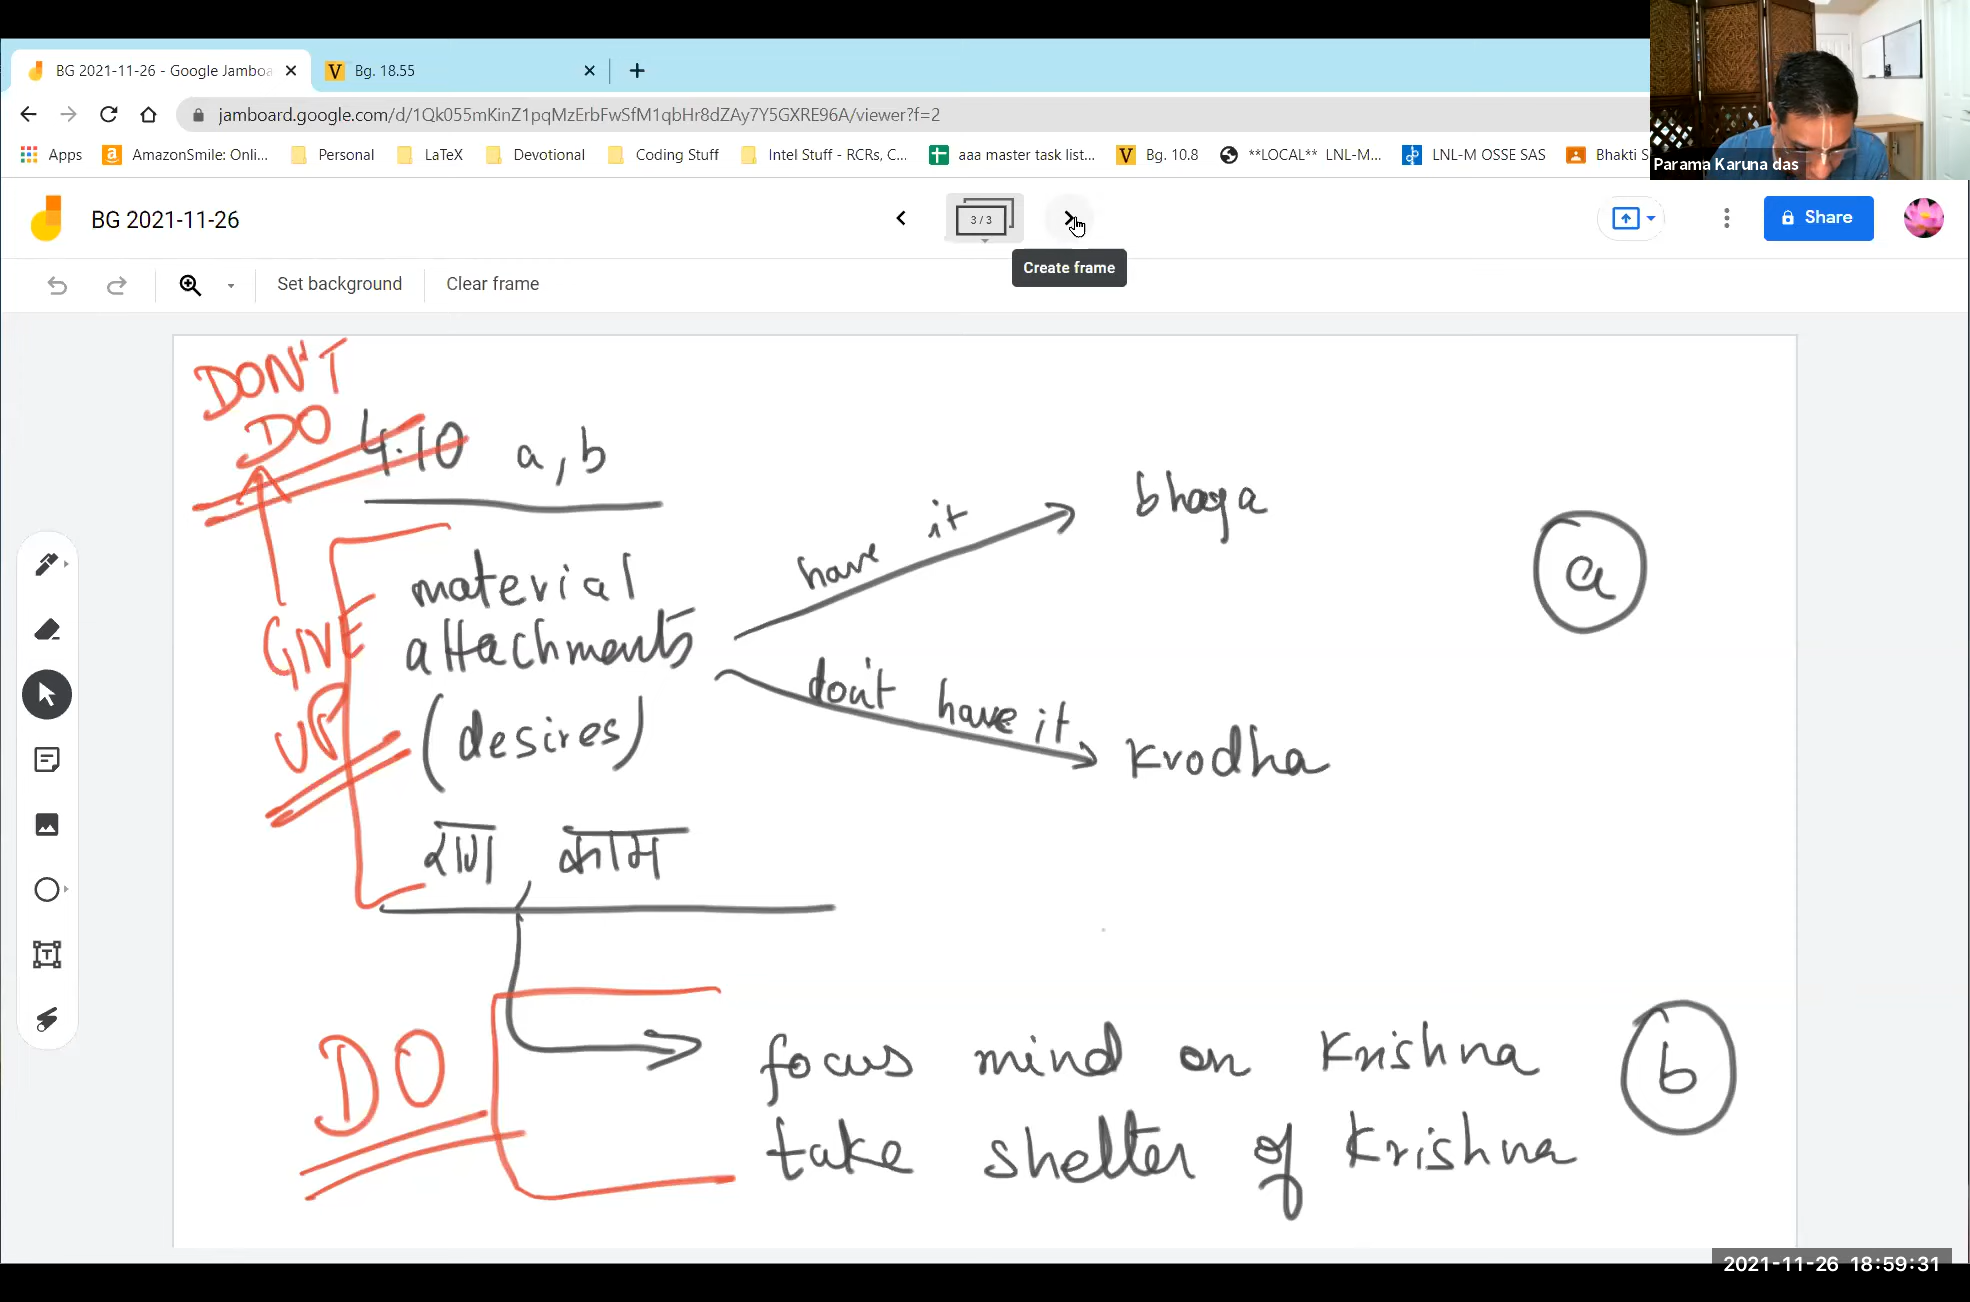 BG 2021-11-26 - Google Jamboa
Bg. 18.55
jamboard.google.com/d/1Qk055mKinZ1pqMzErbFwSfM1qbHr8dZAy7Y5GXRE96A/viewer?f=2
Apps AmazonSmile: Onli... Personal LaTeX Devotional Coding Stuff Intel Stuff - RCRs, C... aaa master task list... Bg. 10.8 **LOCAL** LNL-M... LNL-M OSSE SAS Bhakti S
Parama Karuna das
BG 2021-11-26
3 / 3
Share
Create frame
Set background Clear frame
DON'T
DO
4.10 a, b
have it
bhaya
a
material
GIVE
attachments
UP
(desires)
don't have it
krodha
राग, काम
DO
focus mind on Krishna
b
take shelter of Krishna
2021-11-26 18:59:31